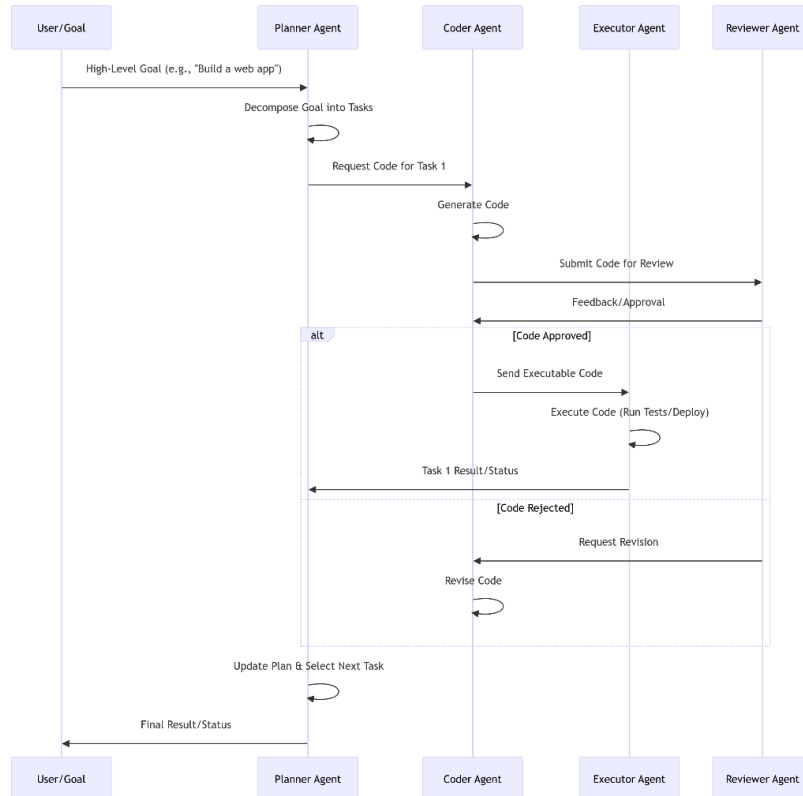 User/Goal
Planner Agent
Coder Agent
Executor Agent
Reviewer Agent
High-Level Goal (e.g., "Build a web app")
Decompose Goal into Tasks
Request Code for Task 1
Generate Code
Submit Code for Review
Feedback/Approval
alt
[Code Approved]
Send Executable Code
Execute Code (Run Tests/Deploy)
Task 1 Result/Status
[Code Rejected]
Request Revision
Revise Code
Update Plan & Select Next Task
Final Result/Status
User/Goal
Planner Agent
Coder Agent
Executor Agent
Reviewer Agent